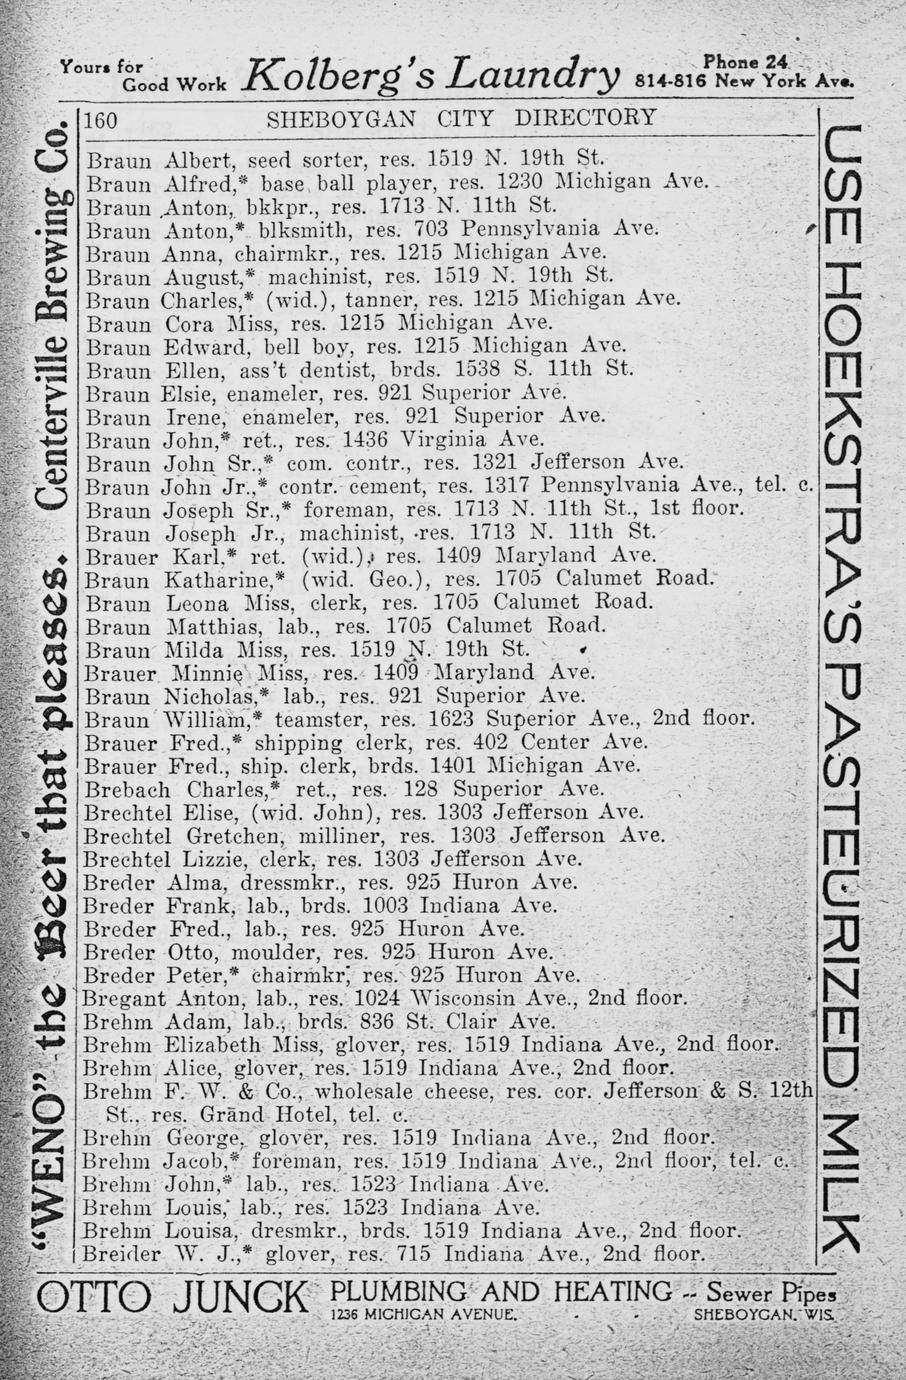 Yours for
Good Work
Kolberg's Laundry
Phone 24
814-816 New York Ave.
160 SHEBOYGAN CITY DIRECTORY
Braun Albert, seed sorter, res. 1519 N. 19th St.
Braun Alfred,* base ball player, res. 1230 Michigan Ave.
Braun Anton, bkkpr., res. 1713 N. 11th St.
Braun Anton,* blksmith, res. 703 Pennsylvania Ave.
Braun Anna, chairmkr., res. 1215 Michigan Ave.
Braun August,* machinist, res. 1519 N. 19th St.
Braun Charles,* (wid.), tanner, res. 1215 Michigan Ave.
Braun Cora Miss, res. 1215 Michigan Ave.
Braun Edward, bell boy, res. 1215 Michigan Ave.
Braun Ellen, ass't dentist, brds. 1538 S. 11th St.
Braun Elsie, enameler, res. 921 Superior Ave.
Braun Irene, enameler, res. 921 Superior Ave.
Braun John,* ret., res. 1436 Virginia Ave.
Braun John Sr.,* com. contr., res. 1321 Jefferson Ave.
Braun John Jr.,* contr. cement, res. 1317 Pennsylvania Ave., tel. c.
Braun Joseph Sr.,* foreman, res. 1713 N. 11th St., 1st floor.
Braun Joseph Jr., machinist, res. 1713 N. 11th St.
Brauer Karl,* ret. (wid.), res. 1409 Maryland Ave.
Braun Katharine,* (wid. Geo.), res. 1705 Calumet Road.
Braun Leona Miss, clerk, res. 1705 Calumet Road.
Braun Matthias, lab., res. 1705 Calumet Road.
Braun Milda Miss, res. 1519 N. 19th St.
Brauer Minnie Miss, res. 1409 Maryland Ave.
Braun Nicholas,* lab., res. 921 Superior Ave.
Braun William,* teamster, res. 1623 Superior Ave., 2nd floor.
Brauer Fred.,* shipping clerk, res. 402 Center Ave.
Brauer Fred., ship. clerk, brds. 1401 Michigan Ave.
Brebach Charles,* ret., res. 128 Superior Ave.
Brechtel Elise, (wid. John), res. 1303 Jefferson Ave.
Brechtel Gretchen, milliner, res. 1303 Jefferson Ave.
Brechtel Lizzie, clerk, res. 1303 Jefferson Ave.
Breder Alma, dressmkr., res. 925 Huron Ave.
Breder Frank, lab., brds. 1003 Indiana Ave.
Breder Fred., lab., res. 925 Huron Ave.
Breder Otto, moulder, res. 925 Huron Ave.
Breder Peter,* chairmkr, res. 925 Huron Ave.
Bregant Anton, lab., res. 1024 Wisconsin Ave., 2nd floor.
Brehm Adam, lab., brds. 836 St. Clair Ave.
Brehm Elizabeth Miss, glover, res. 1519 Indiana Ave., 2nd floor.
Brehm Alice, glover, res. 1519 Indiana Ave., 2nd floor.
Brehm F. W. & Co., wholesale cheese, res. cor. Jefferson & S. 12th
St., res. Grand Hotel, tel. c.
Brehm George, glover, res. 1519 Indiana Ave., 2nd floor.
Brehm Jacob,* foreman, res. 1519 Indiana Ave., 2nd floor, tel. c.
Brehm John,* lab., res. 1523 Indiana Ave.
Brehm Louis, lab., res. 1523 Indiana Ave.
Brehm Louisa, dresmkr., brds. 1519 Indiana Ave., 2nd floor.
Breider W. J.,* glover, res. 715 Indiana Ave., 2nd floor.
"WENO" the Beer that pleases. Centerville Brewing Co.
USE HOEKSTRA'S PASTEURIZED MILK
OTTO JUNCK PLUMBING AND HEATING -- Sewer Pipes
1236 MICHIGAN AVENUE. - - SHEBOYGAN, WIS.